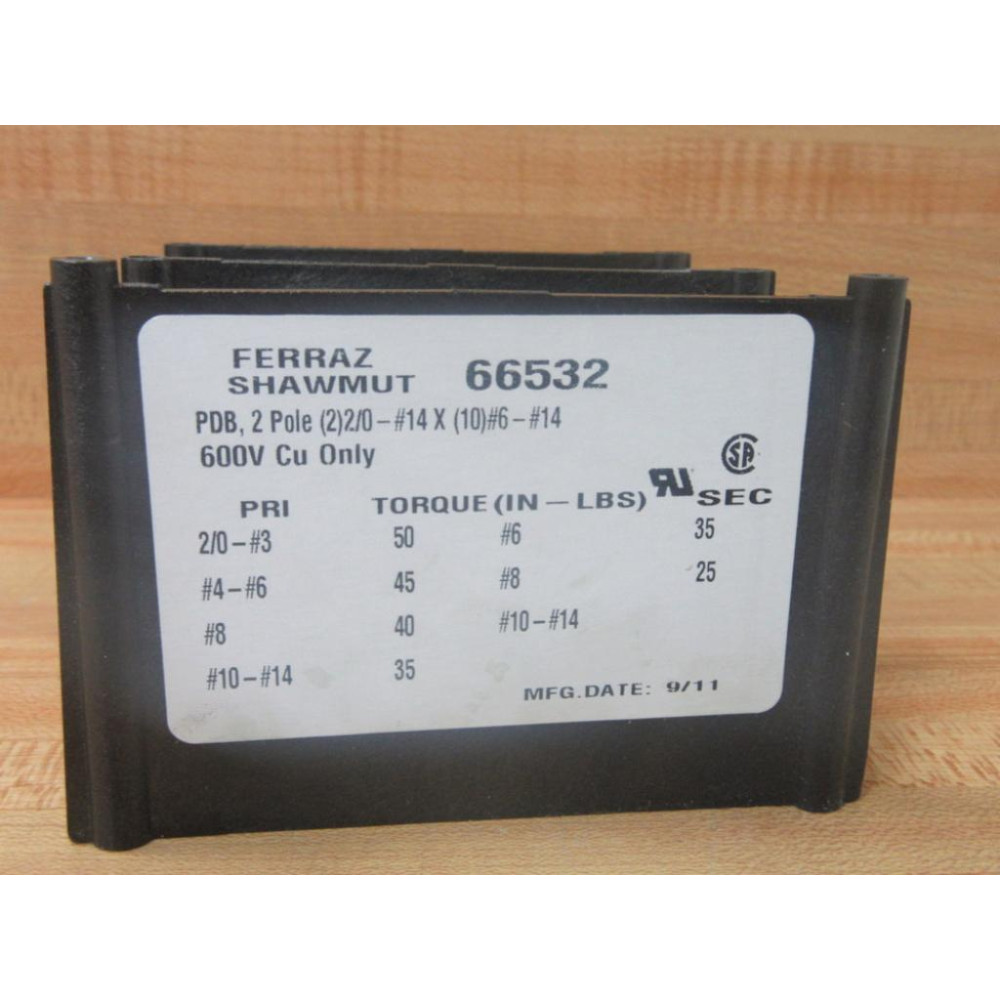 FERRAZ
SHAWMUT 66532
PDB, 2 Pole (2)2/0-#14 X (10)#6-#14
600V Cu Only
SA
RU
PRI TORQUE (IN-LBS) SEC
2/0-#3 50 #6 35
#4-#6 45 #8 25
#8 40 #10-#14
#10-#14 35
MFG.DATE: 9/11